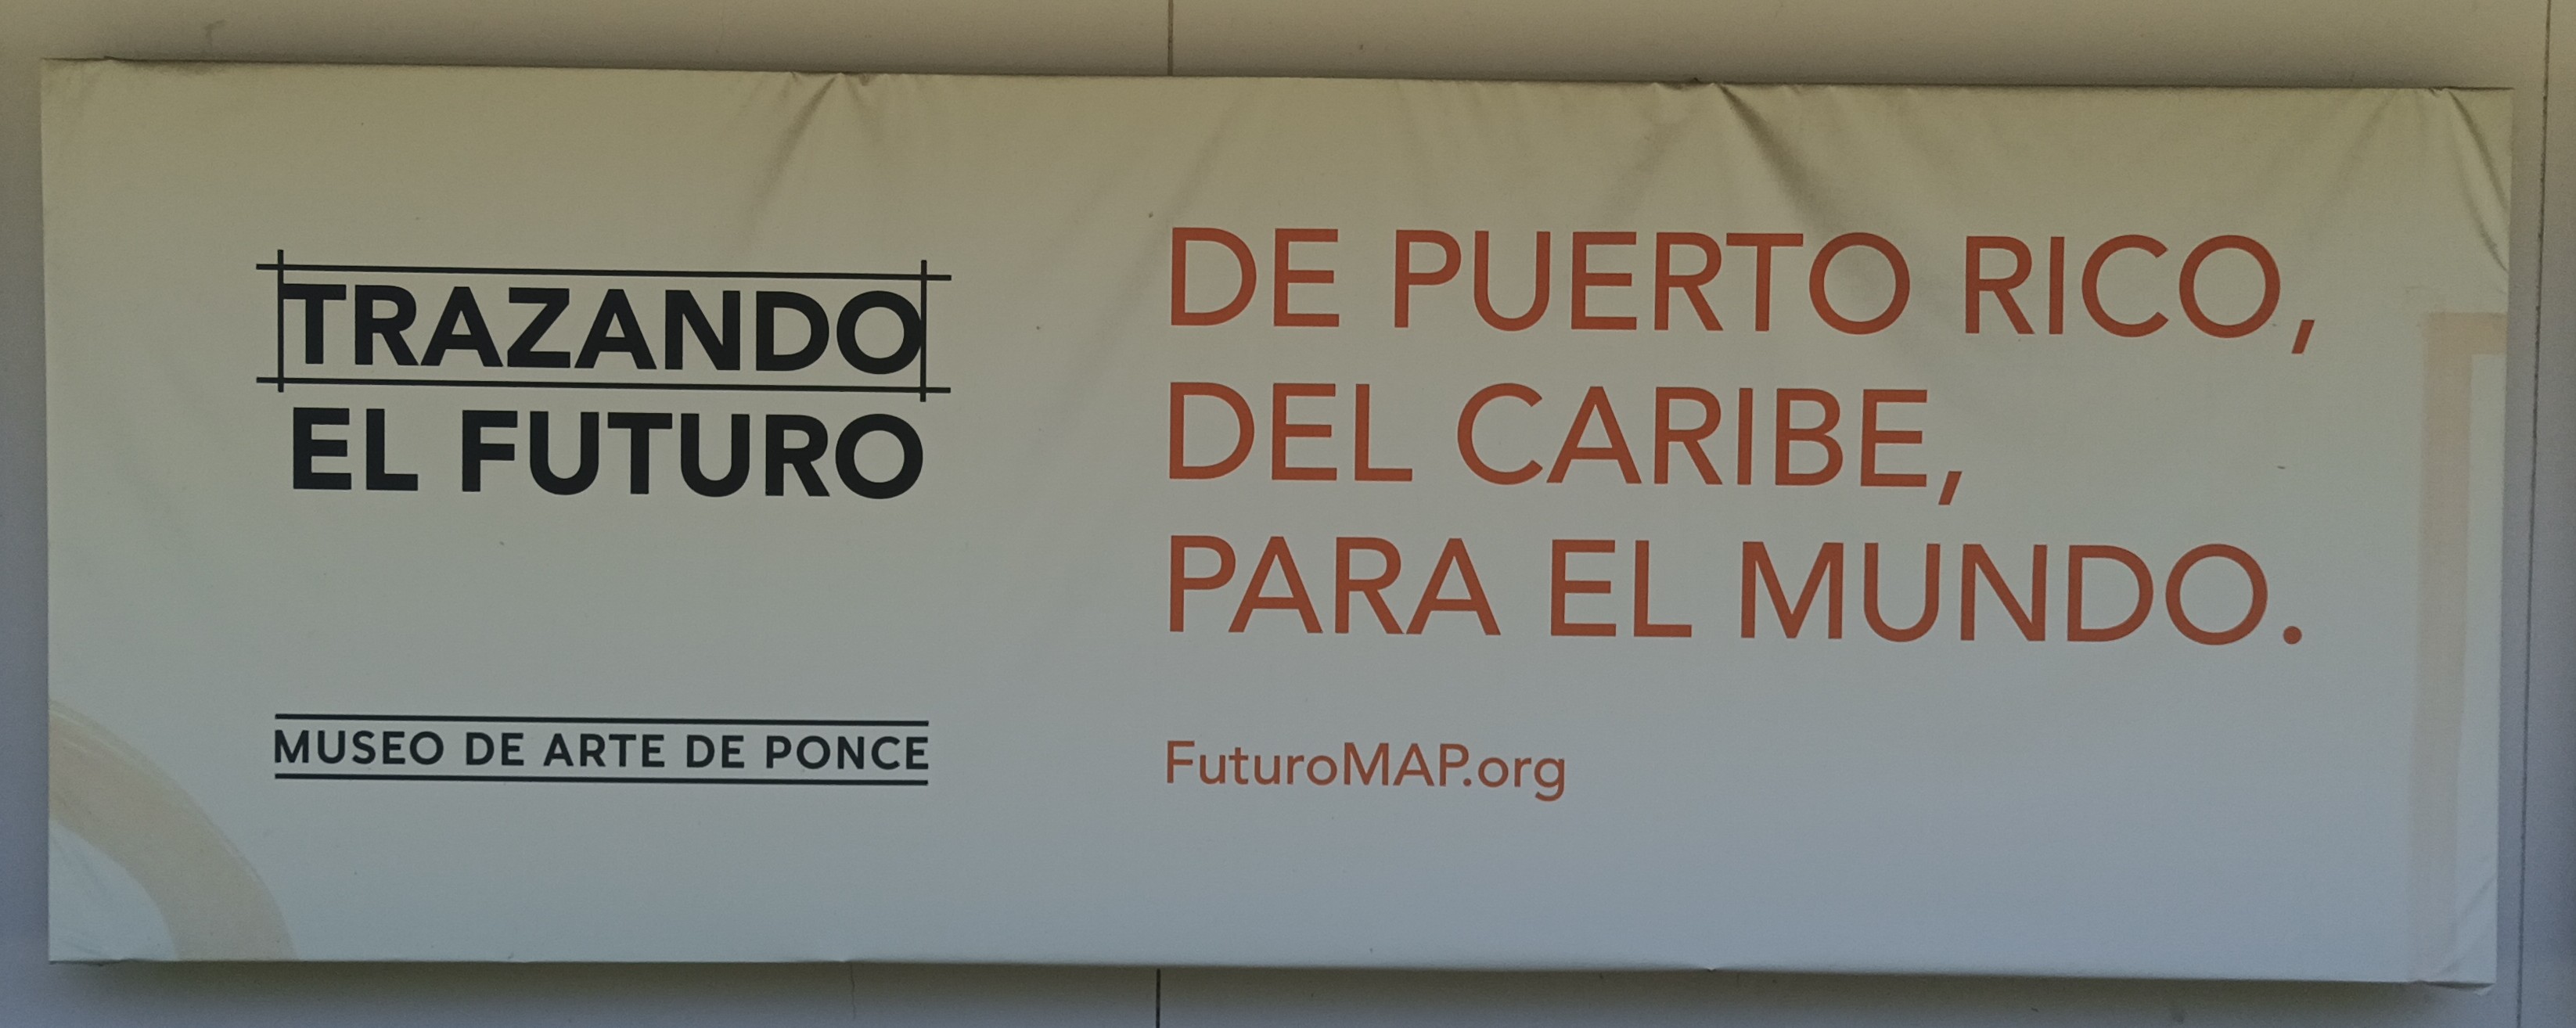 TRAZANDO
EL FUTURO
MUSEO DE ARTE DE PONCE
DE PUERTO RICO,
DEL CARIBE,
PARA EL MUNDO.
FuturoMAP.org